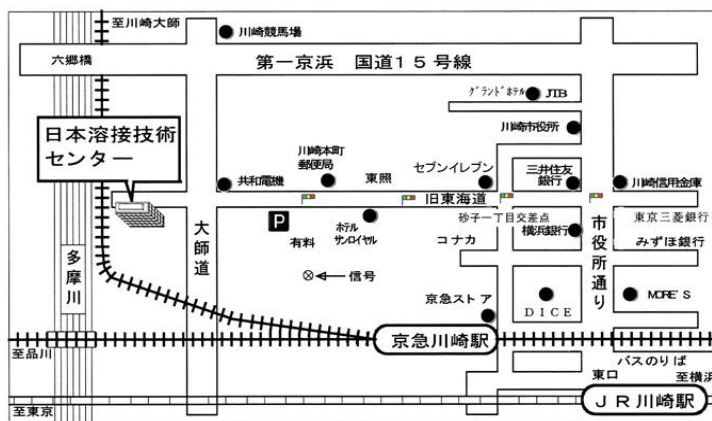 至川崎大師
川崎競馬場
六郷橋
第一京浜 国道15号線
グランドホテル
JTB
川崎市役所
日本溶接技術
センター
川崎本町
郵便局
東照
セブンイレブン
三井住友
銀行
共和電機
川崎信用金庫
旧東海道
P
有料
ホテル
サンロイヤル
砂子一丁目交差点
コナカ
横浜銀行
東京三菱銀行
みずほ銀行
大師道
市役所通り
多摩川
信号
京急ストア
DICE
MORE'S
京急川崎駅
至品川
バスのりば
東口
至横浜
至東京
JR川崎駅